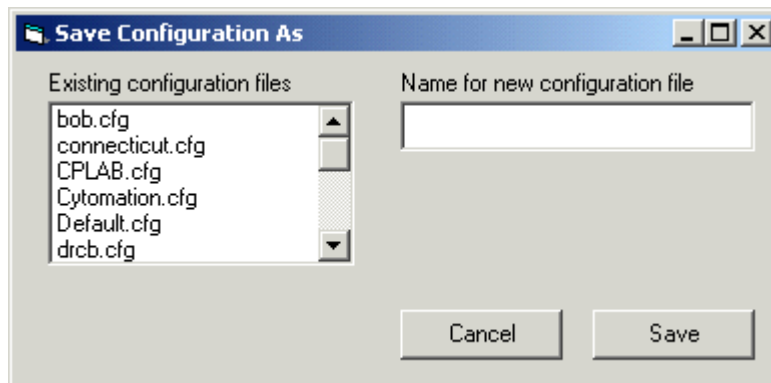 Save Configuration As
Existing configuration files
bob.cfg
connecticut.cfg
CPLAB.cfg
Cytomation.cfg
Default.cfg
drcb.cfg
Name for new configuration file
Cancel
Save